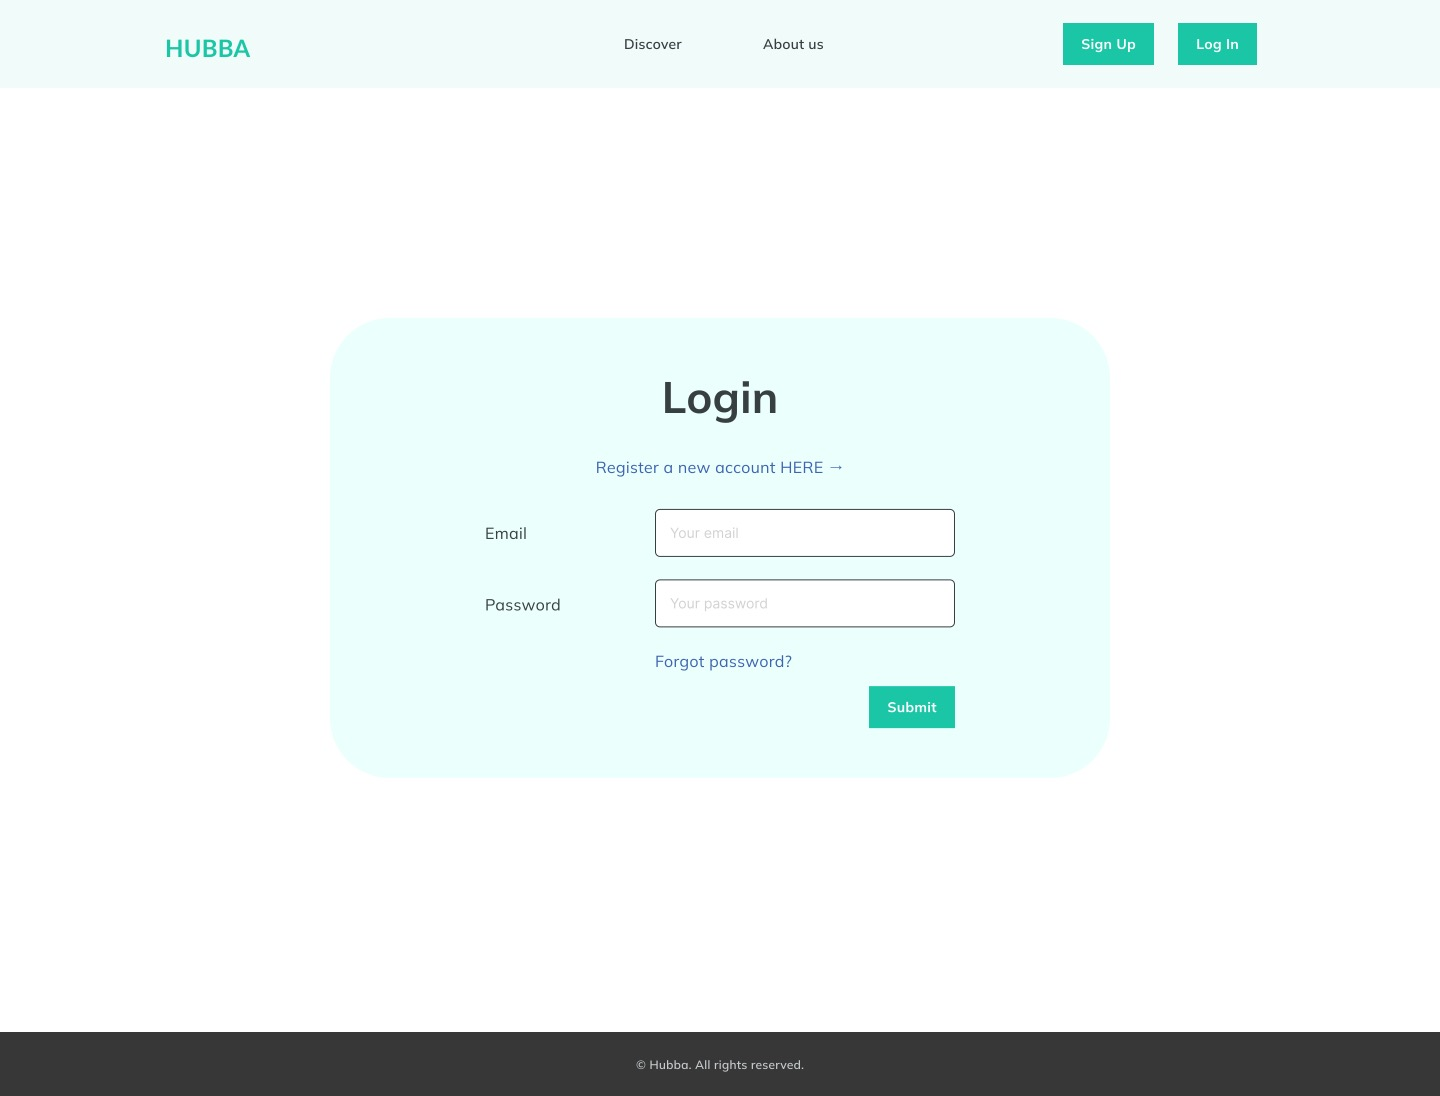 HUBBA
Discover
About us
Sign Up
Log In
Login
Register a new account HERE →
Email
Your email
Password
Your password
Forgot password?
Submit
© Hubba. All rights reserved.